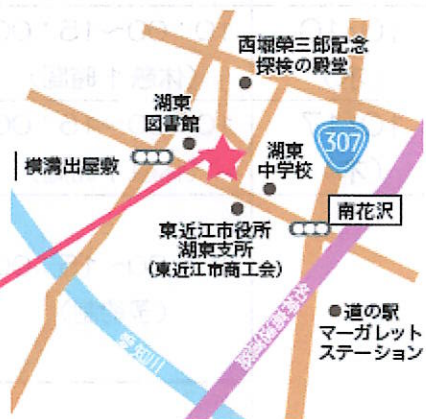 西堀榮三郎記念
探検の殿堂
湖東
図書館
307
横溝出屋敷
湖東
中学校
南花沢
東近江市役所
湖東支所
(東近江市商工会)
道の駅
マーガレット
ステーション
愛知川